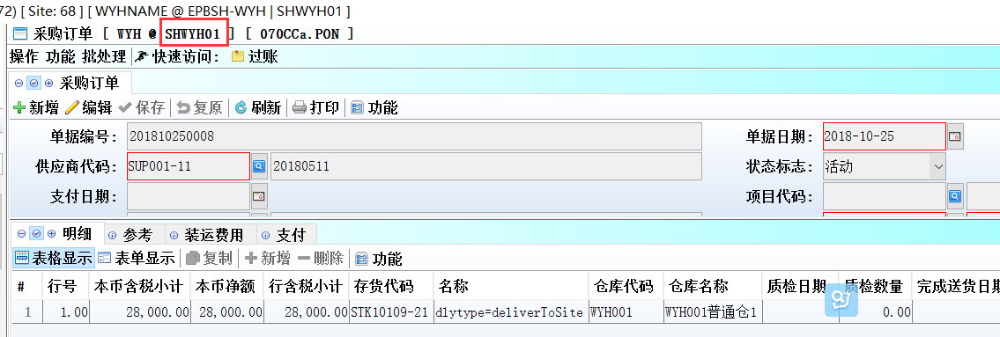 72) [ Site: 68 ] [ WYHNAME @ EPBSH-WYH | SHWYH01 ]
采购订单 [ WYH @ SHWYH01 ] [ 070CCa.PON ]
操作 功能 批处理 快速访问: 过账
采购订单
新增 编辑 保存 复原 刷新 打印 功能
单据编号: 201810250008 单据日期: 2018-10-25
供应商代码: SUP001-11 20180511 状态标志: 活动
支付日期: 项目代码:
明细 参考 装运费用 支付
表格显示 表单显示 复制 新增 删除 功能
# 行号 本币含税小计 本币净额 行含税小计 存货代码 名称 仓库代码 仓库名称 质检日期 质检数量 完成送货日期
1 1.00 28,000.00 28,000.00 28,000.00 STK10109-21 dlytype=deliverToSite WYH001 WYH001普通仓1 0.00